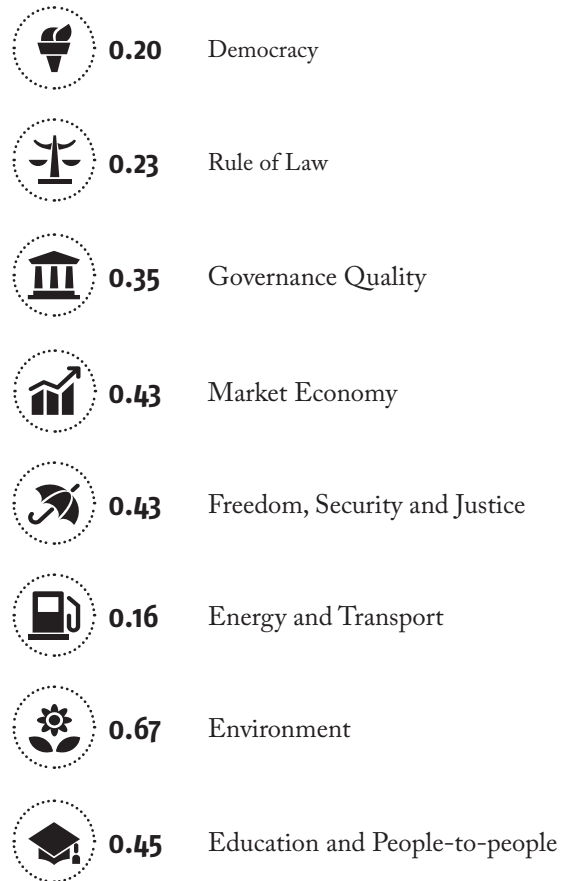 0.20 Democracy
0.23 Rule of Law
0.35 Governance Quality
0.43 Market Economy
0.43 Freedom, Security and Justice
0.16 Energy and Transport
0.67 Environment
0.45 Education and People-to-people